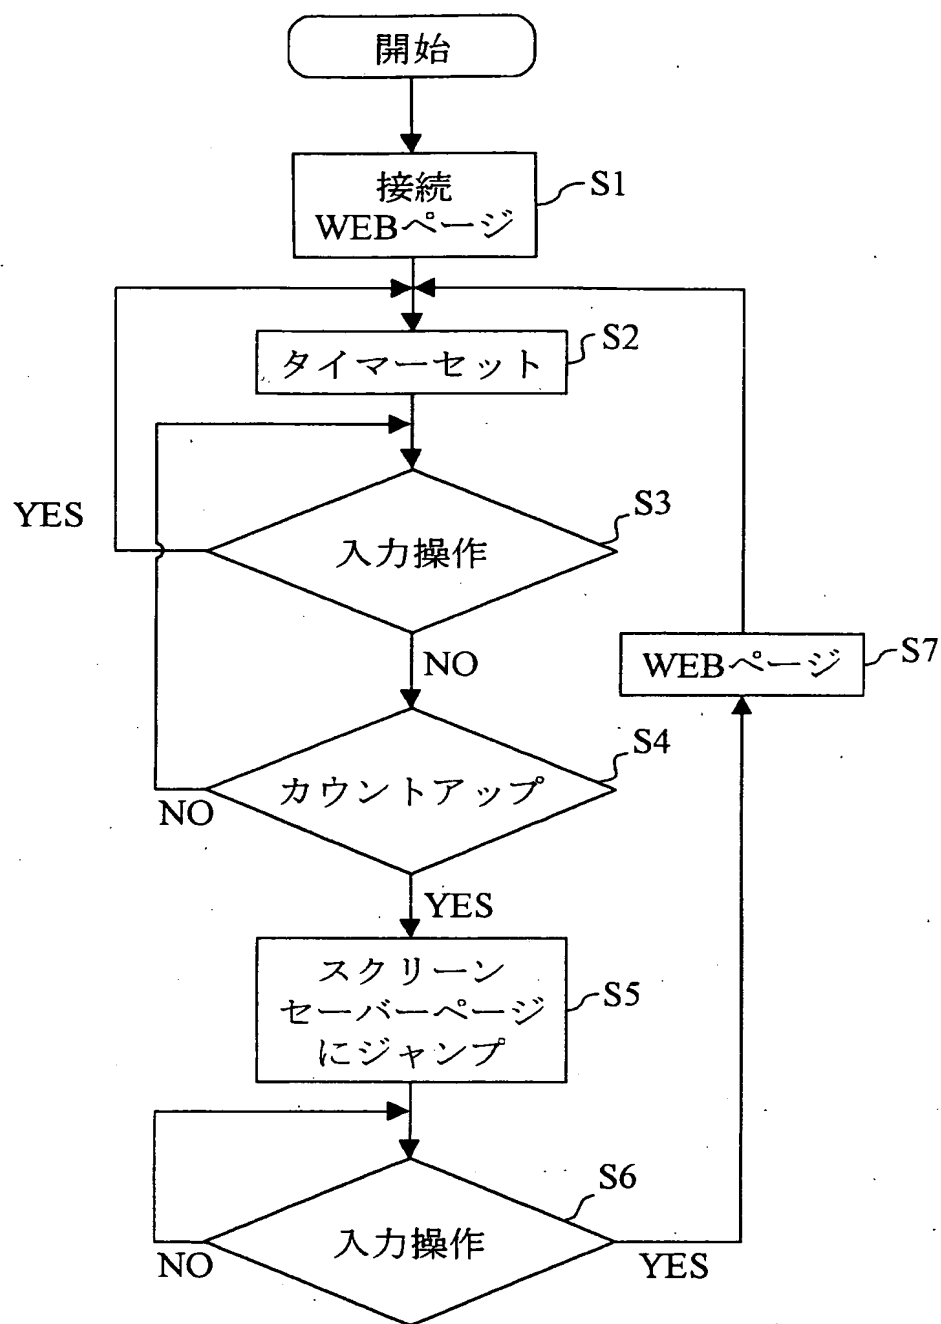 開始
接続
WEBページ
S1
タイマーセット
S2
入力操作
S3
YES
NO
WEBページ
S7
カウントアップ
S4
NO
YES
スクリーン
セーバーページ
にジャンプ
S5
入力操作
S6
NO
YES